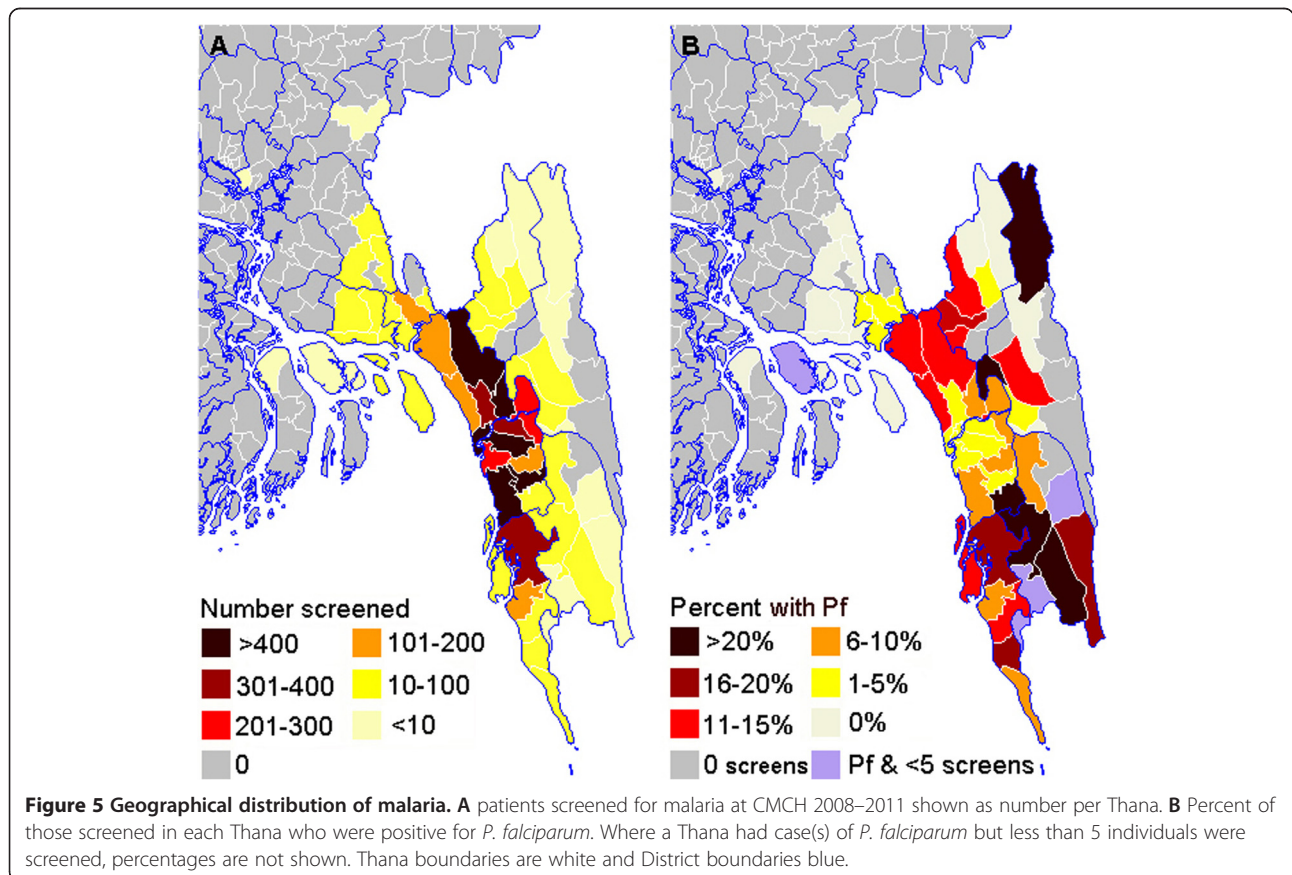 A
B
Number screened
>400
101-200
301-400
10-100
201-300
<10
0
Percent with Pf
>20%
6-10%
16-20%
1-5%
11-15%
0%
0 screens
Pf & <5 screens
Figure 5 Geographical distribution of malaria. A patients screened for malaria at CMCH 2008–2011 shown as number per Thana. B Percent of
those screened in each Thana who were positive for P. falciparum. Where a Thana had case(s) of P. falciparum but less than 5 individuals were
screened, percentages are not shown. Thana boundaries are white and District boundaries blue.